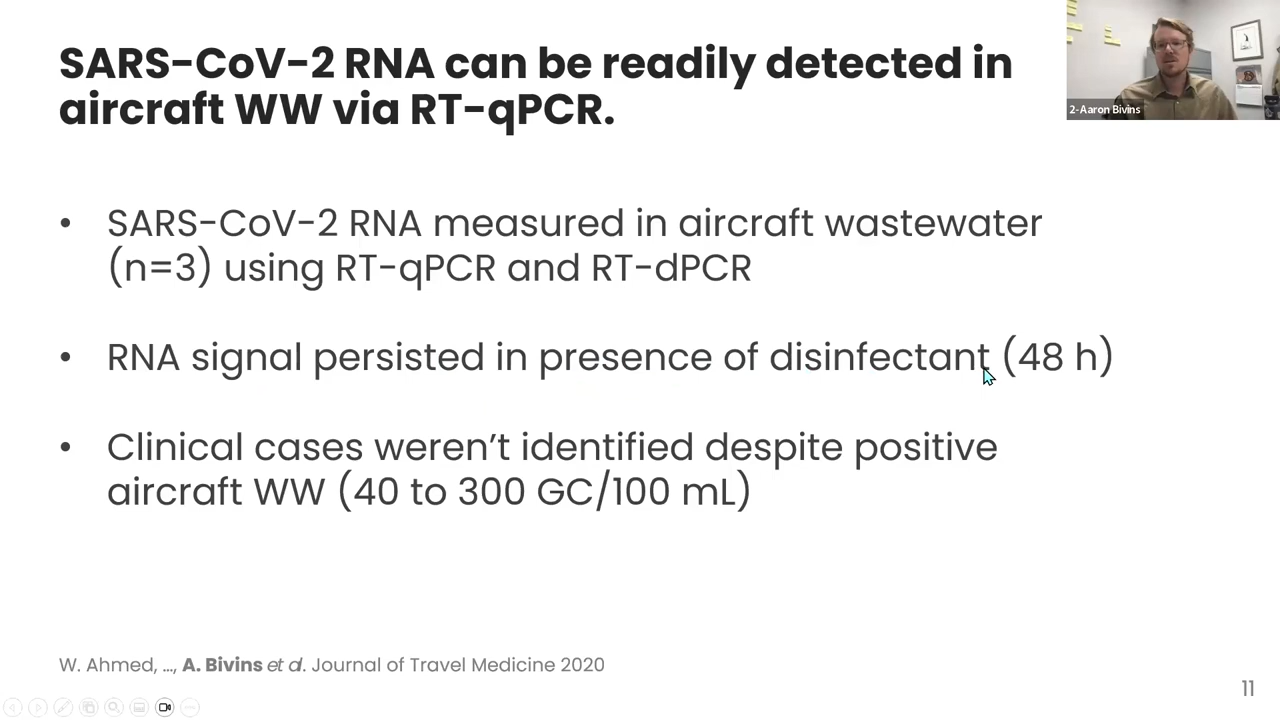 SARS-CoV-2 RNA can be readily detected in
aircraft WW via RT-qPCR.
2-Aaron Bivins
• SARS-CoV-2 RNA measured in aircraft wastewater
(n=3) using RT-qPCR and RT-dPCR
• RNA signal persisted in presence of disinfectant (48 h)
• Clinical cases weren't identified despite positive
aircraft WW (40 to 300 GC/100 mL)
W. Ahmed, ..., A. Bivins et al. Journal of Travel Medicine 2020
11